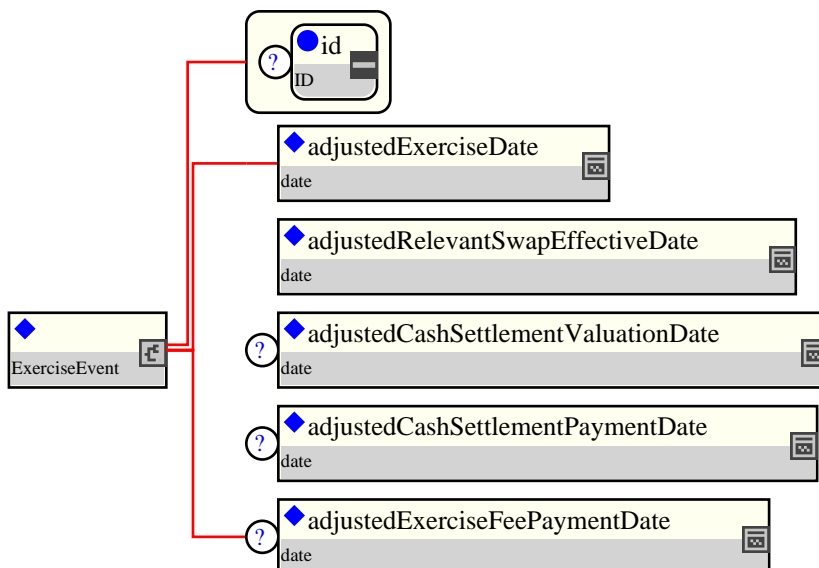 ? id
ID
adjustedExerciseDate
date
adjustedRelevantSwapEffectiveDate
date
ExerciseEvent
? adjustedCashSettlementValuationDate
date
? adjustedCashSettlementPaymentDate
date
? adjustedExerciseFeePaymentDate
date